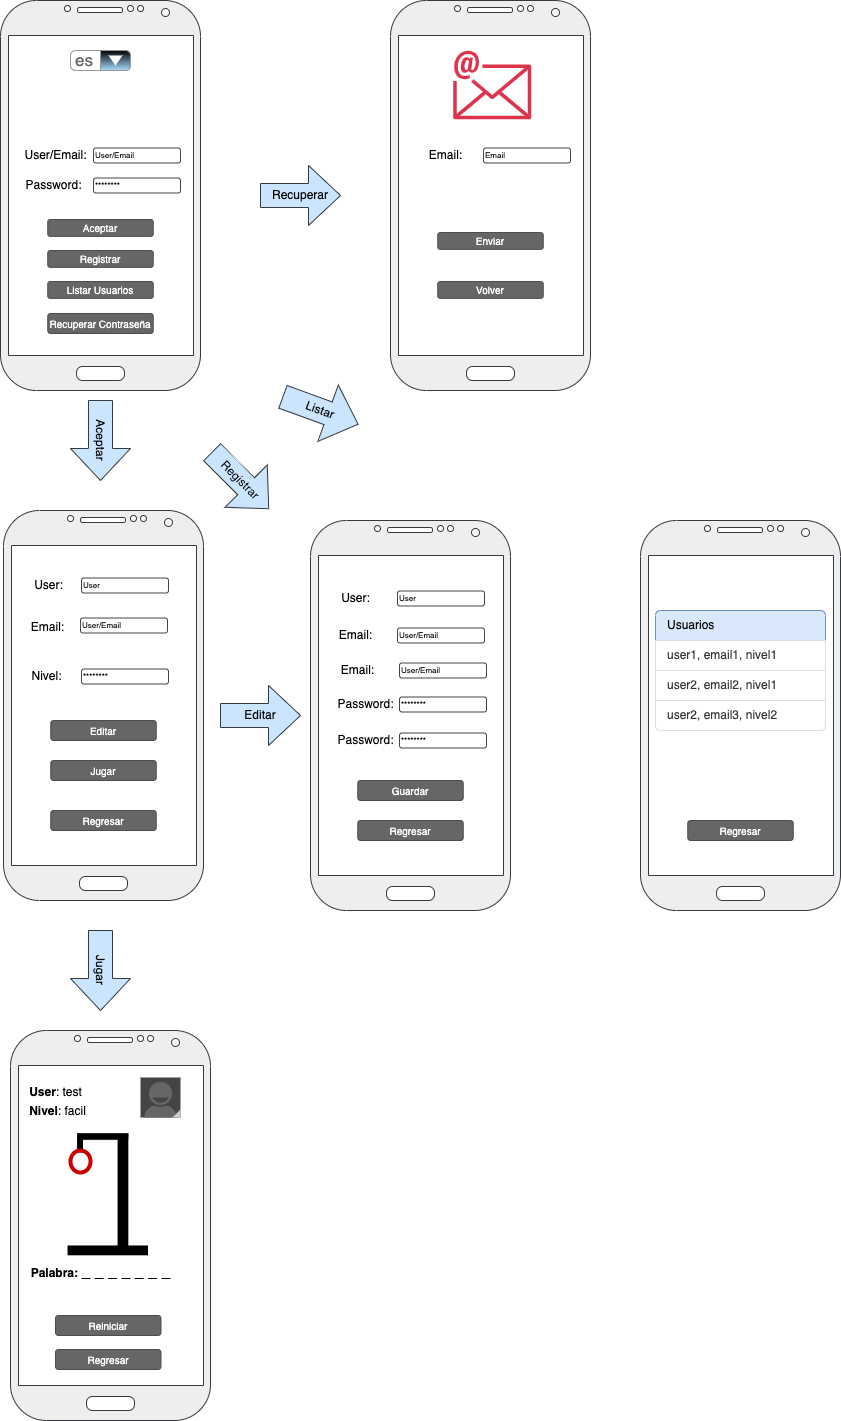 es
User/Email: User/Email
Password: ********
Aceptar
Registrar
Listar Usuarios
Recuperar Contraseña
Recuperar
@
Email: Email
Enviar
Volver
Aceptar
Registrar
Listar
User: User
Email: User/Email
Nivel: ********
Editar
Jugar
Regresar
Editar
User: User
Email: User/Email
Email: User/Email
Password: ********
Password: ********
Guardar
Regresar
Usuarios
user1, email1, nivel1
user2, email2, nivel1
user2, email3, nivel2
Regresar
Jugar
User: test
Nivel: facil
Palabra: _ _ _ _ _ _ _
Reiniciar
Regresar